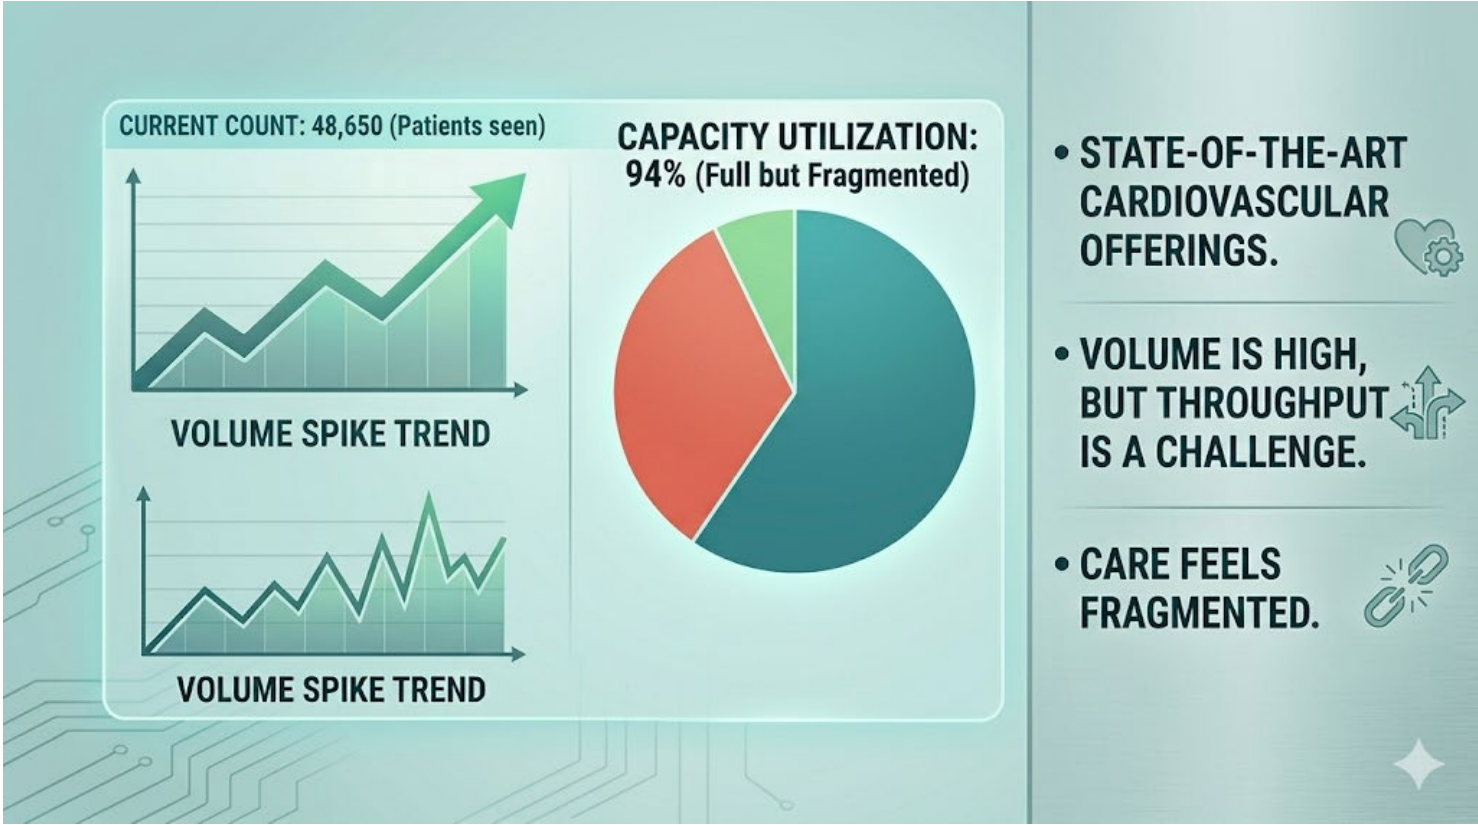 CURRENT COUNT: 48,650 (Patients seen)
VOLUME SPIKE TREND
VOLUME SPIKE TREND
CAPACITY UTILIZATION:
94% (Full but Fragmented)
• STATE-OF-THE-ART
CARDIOVASCULAR
OFFERINGS.
• VOLUME IS HIGH,
BUT THROUGHPUT
IS A CHALLENGE.
• CARE FEELS
FRAGMENTED.